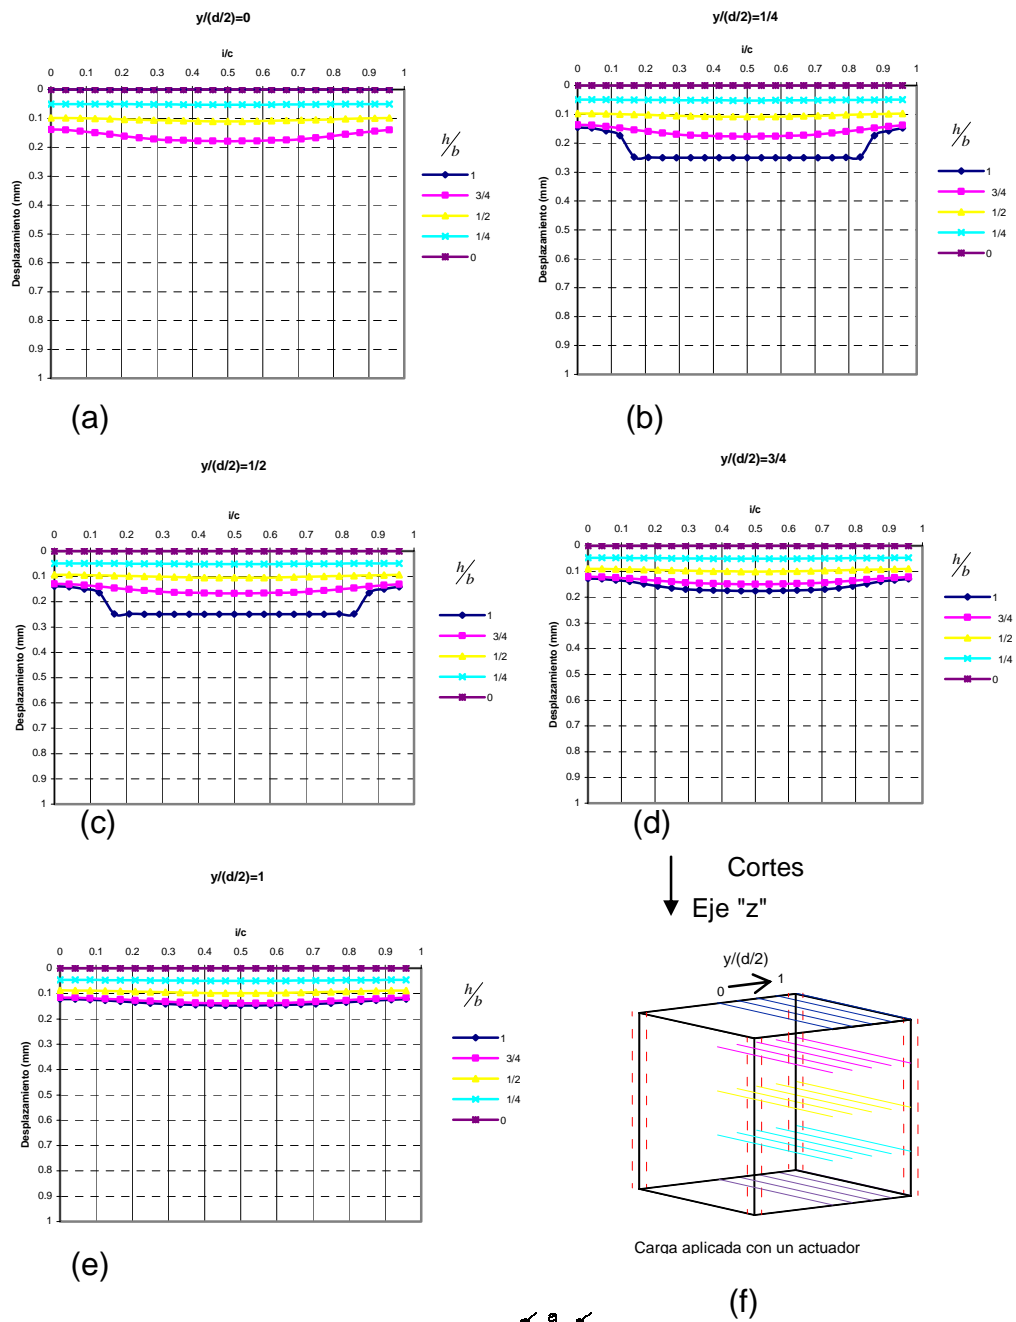 y/(d/2)=0
i/c
0 0.1 0.2 0.3 0.4 0.5 0.6 0.7 0.8 0.9 1
0
0.1
0.2
0.3
0.4
0.5
0.6
0.7
0.8
0.9
1
Desplazamiento (mm)
h/b
1
3/4
1/2
1/4
0
(a)
y/(d/2)=1/4
i/c
0 0.1 0.2 0.3 0.4 0.5 0.6 0.7 0.8 0.9 1
0
0.1
0.2
0.3
0.4
0.5
0.6
0.7
0.8
0.9
1
Desplazamiento (mm)
h/b
1
3/4
1/2
1/4
0
(b)
y/(d/2)=1/2
i/c
0 0.1 0.2 0.3 0.4 0.5 0.6 0.7 0.8 0.9 1
0
0.1
0.2
0.3
0.4
0.5
0.6
0.7
0.8
0.9
1
Desplazamiento (mm)
h/b
1
3/4
1/2
1/4
0
(c)
y/(d/2)=3/4
i/c
0 0.1 0.2 0.3 0.4 0.5 0.6 0.7 0.8 0.9 1
0
0.1
0.2
0.3
0.4
0.5
0.6
0.7
0.8
0.9
1
Desplazamiento (mm)
h/b
1
3/4
1/2
1/4
0
(d)
y/(d/2)=1
i/c
0 0.1 0.2 0.3 0.4 0.5 0.6 0.7 0.8 0.9 1
0
0.1
0.2
0.3
0.4
0.5
0.6
0.7
0.8
0.9
1
Desplazamiento (mm)
h/b
1
3/4
1/2
1/4
0
(e)
Cortes
Eje "z"
y/(d/2)
0 1
Carga aplicada con un actuador
(f)
a